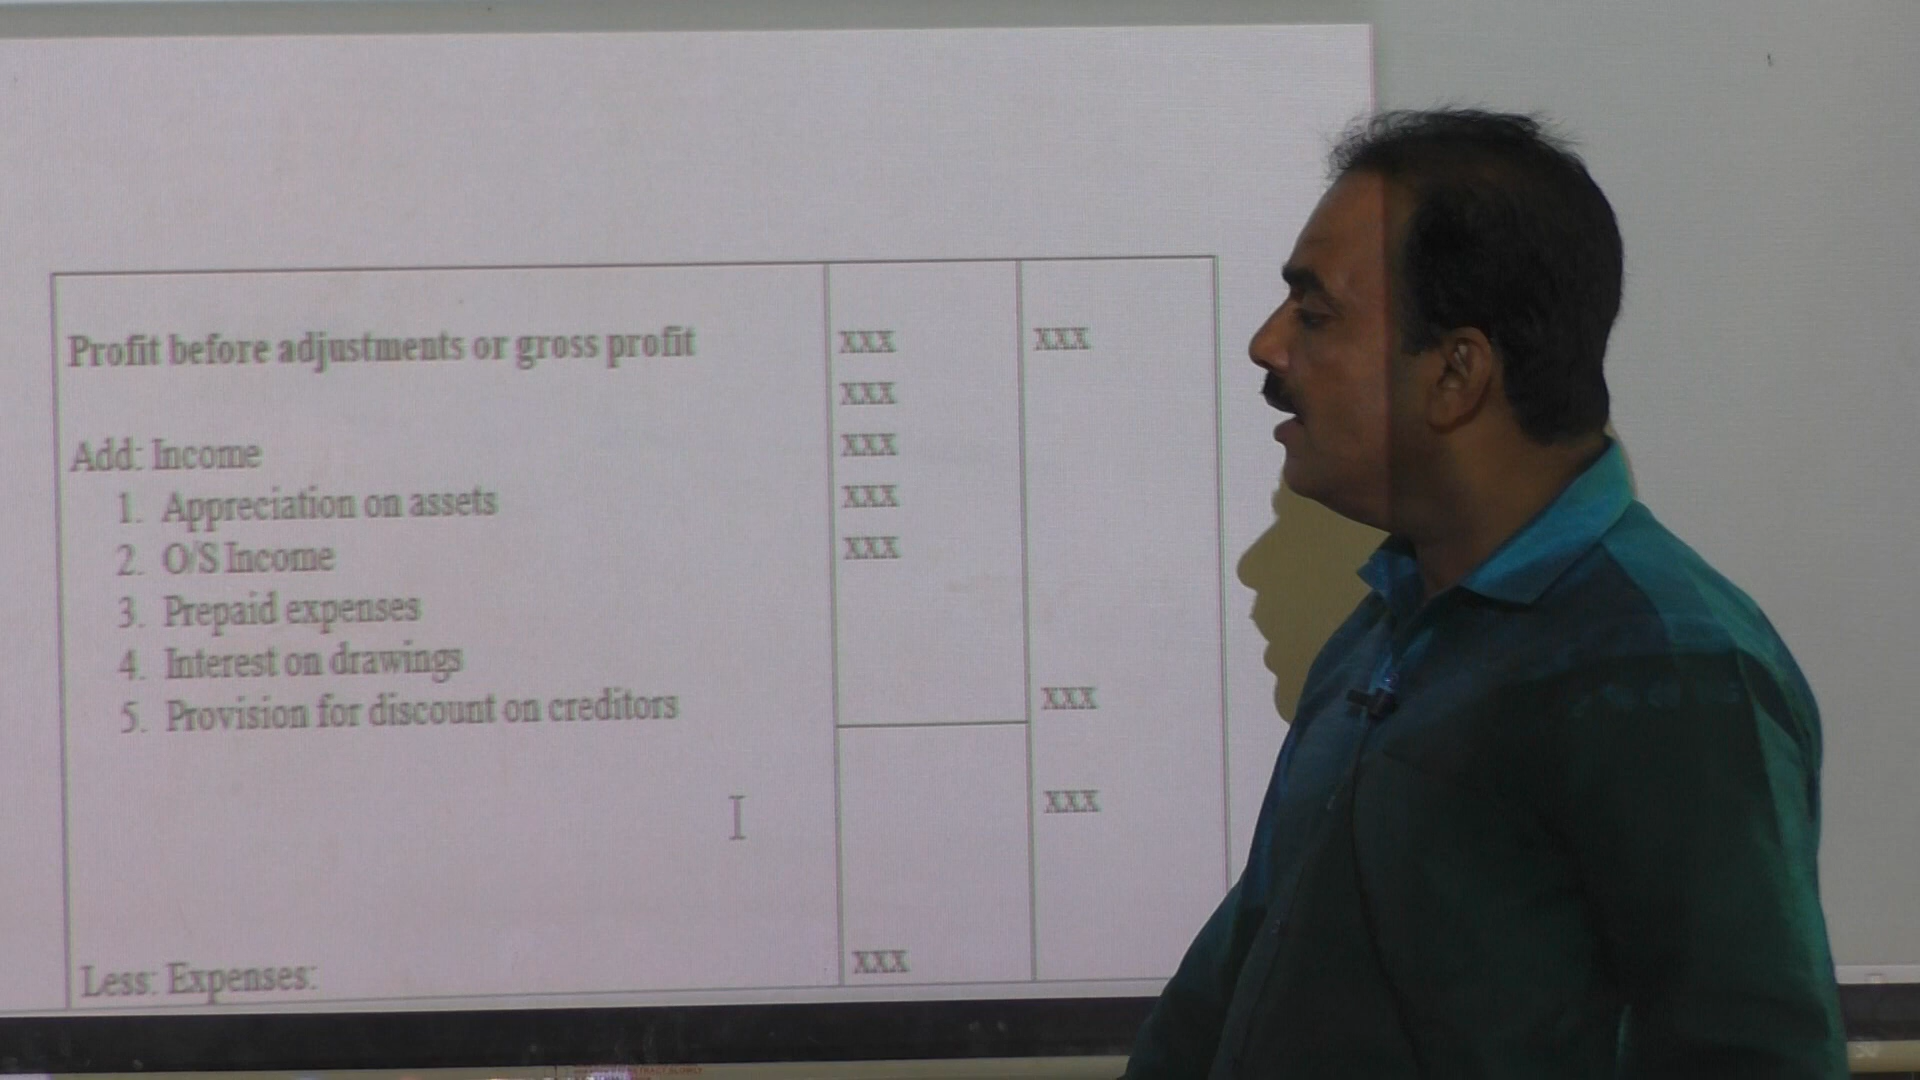 Profit before adjustments or gross profit XXX XXX
XXX
Add: Income XXX
1. Appreciation on assets XXX
2. O/S Income XXX
3. Prepaid expenses
4. Interest on drawings
5. Provision for discount on creditors XXX
XXX
Less: Expenses: XXX